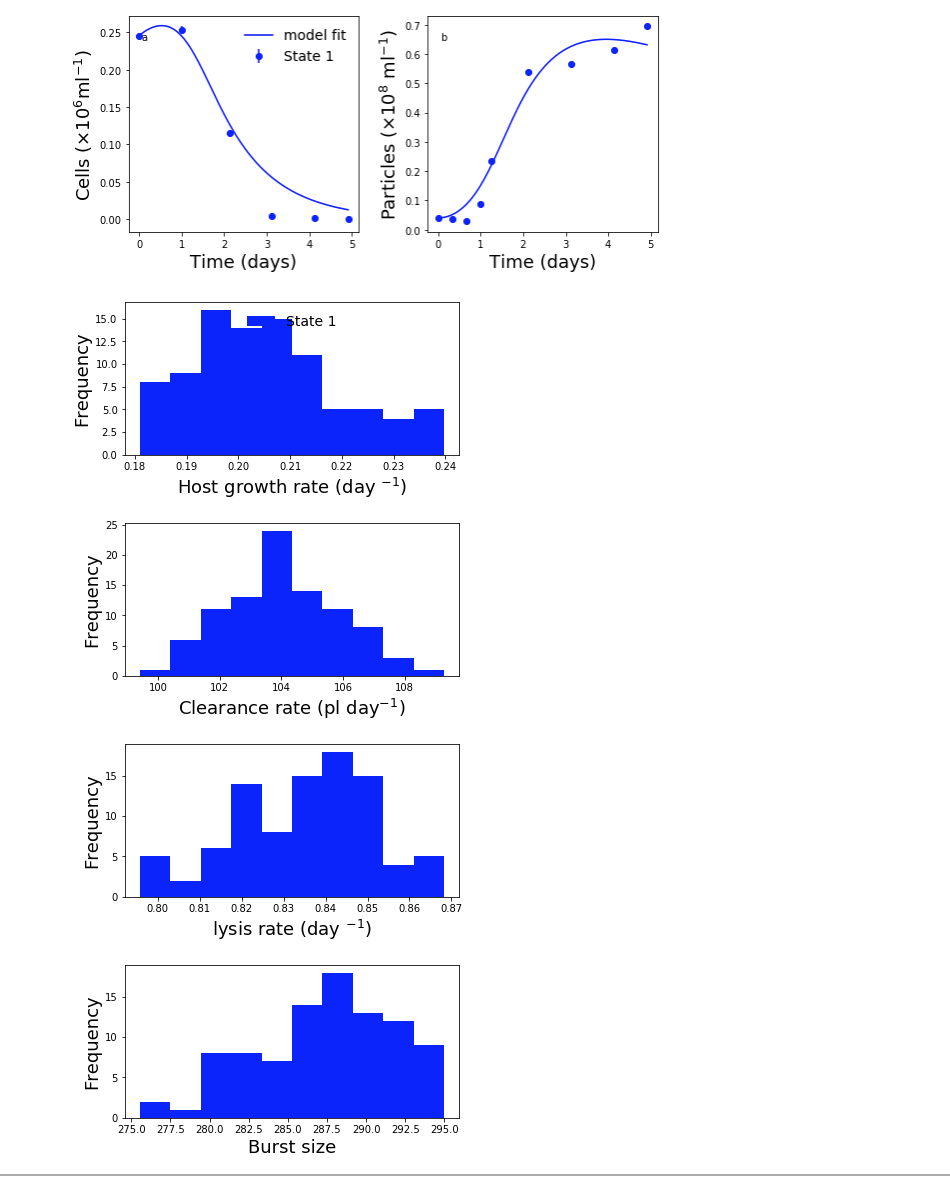 a
model fit
State 1
0.25
0.20
0.15
0.10
0.05
0.00
Cells (×10⁶ml⁻¹)
0 1 2 3 4 5
Time (days)
b
0.7
0.6
0.5
0.4
0.3
0.2
0.1
0.0
Particles (×10⁸ ml⁻¹)
0 1 2 3 4 5
Time (days)
State 1
15.0
12.5
10.0
7.5
5.0
2.5
0.0
Frequency
0.18 0.19 0.20 0.21 0.22 0.23 0.24
Host growth rate (day ⁻¹)
25
20
15
10
5
0
Frequency
100 102 104 106 108
Clearance rate (pl day⁻¹)
15
10
5
0
Frequency
0.80 0.81 0.82 0.83 0.84 0.85 0.86 0.87
lysis rate (day ⁻¹)
15
10
5
0
Frequency
275.0 277.5 280.0 282.5 285.0 287.5 290.0 292.5 295.0
Burst size